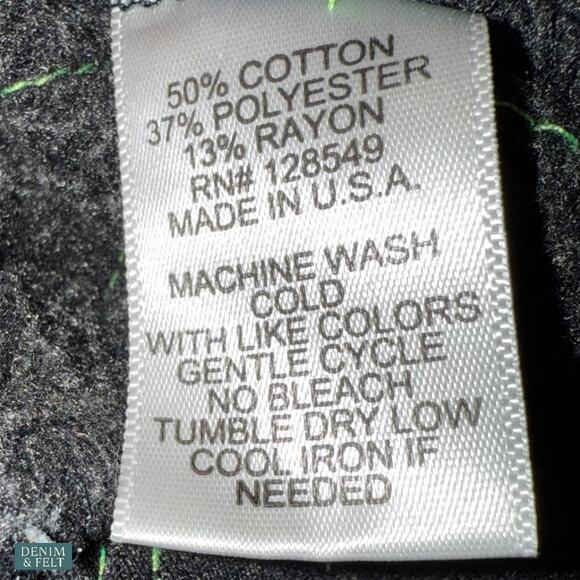 50% COTTON
37% POLYESTER
13% RAYON
RN# 128549
MADE IN U.S.A.
MACHINE WASH
COLD
WITH LIKE COLORS
GENTLE CYCLE
NO BLEACH
TUMBLE DRY LOW
COOL IRON IF
NEEDED
DENIM
& FELT